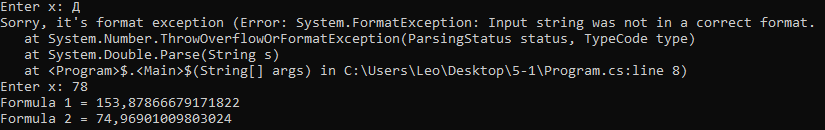 Enter x: Д
Sorry, it's format exception (Error: System.FormatException: Input string was not in a correct format.
   at System.Number.ThrowOverflowOrFormatException(ParsingStatus status, TypeCode type)
   at System.Double.Parse(String s)
   at <Program>$.<Main>$(String[] args) in C:\Users\Leo\Desktop\5-1\Program.cs:line 8)
Enter x: 78
Formula 1 = 153,87866679171822
Formula 2 = 74,96901009803024